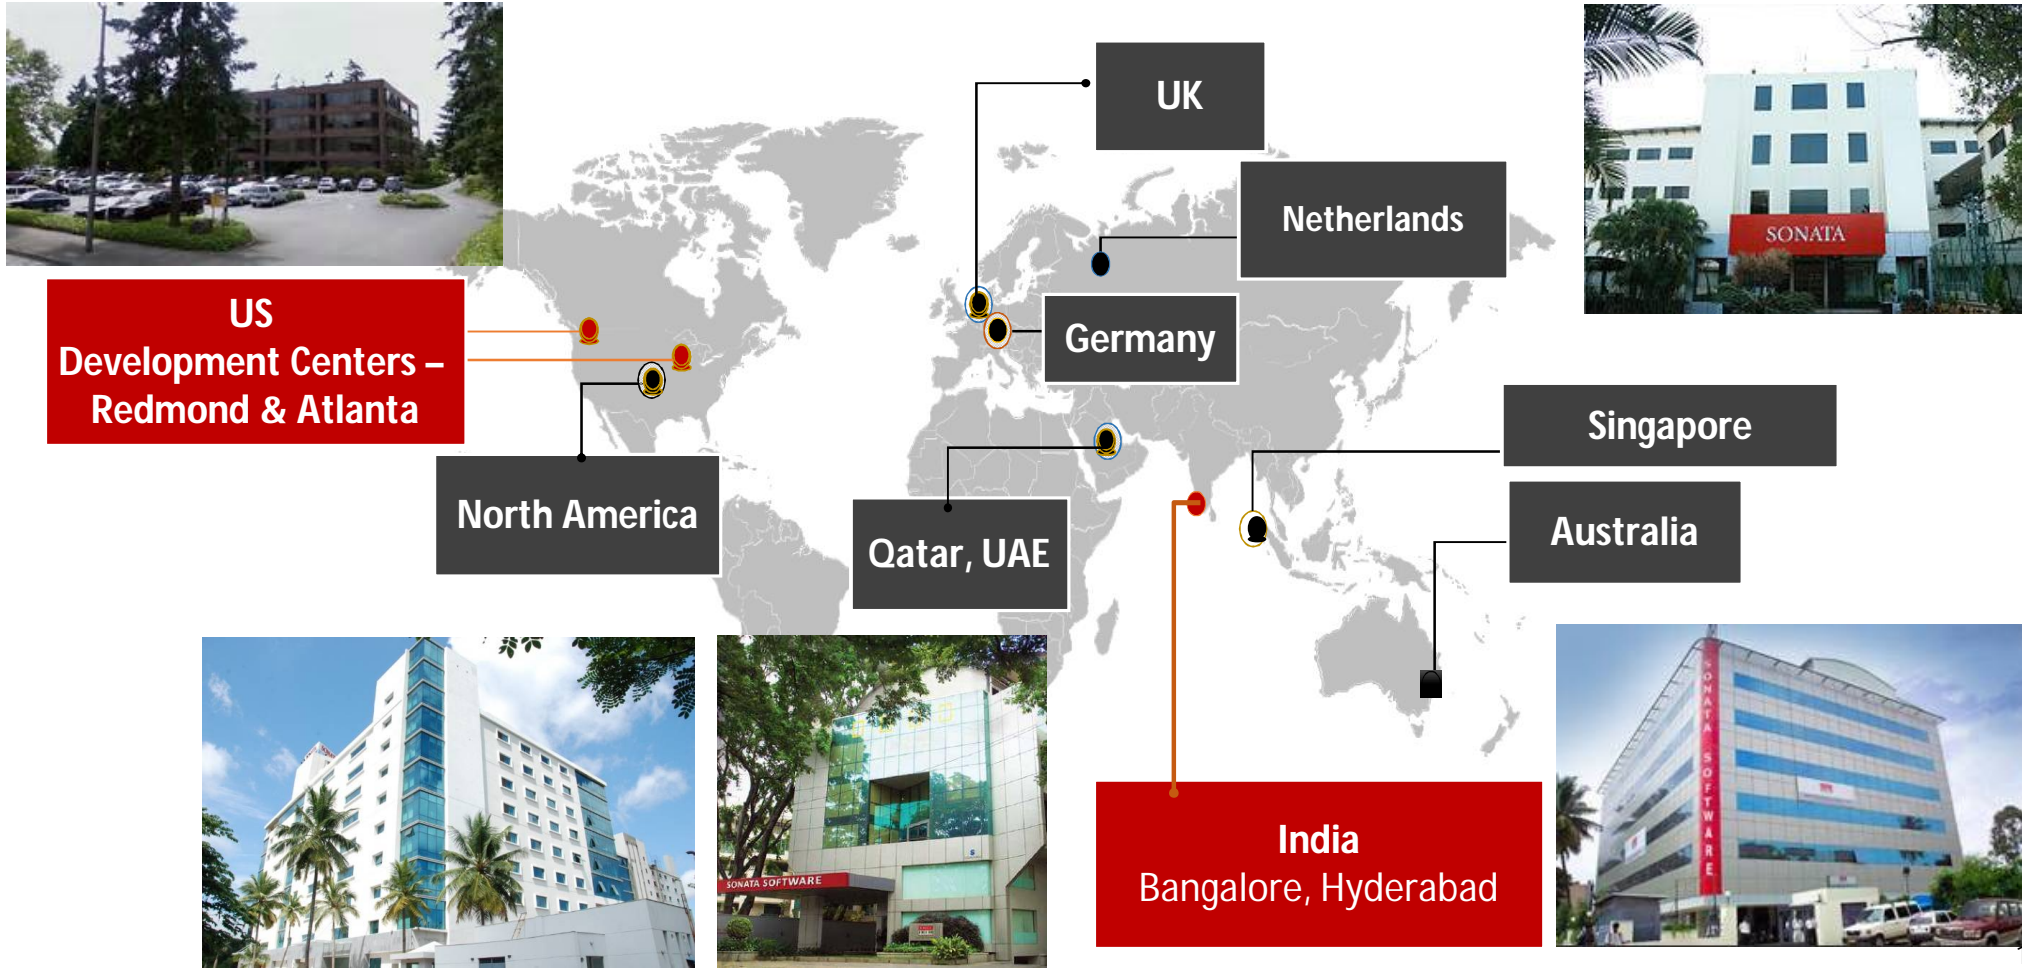 UK
Netherlands
SONATA
US
Development Centers –
Redmond & Atlanta
Germany
Singapore
North America
Qatar, UAE
Australia
SONATA SOFTWARE
SONATA SOFTWARE
India
Bangalore, Hyderabad